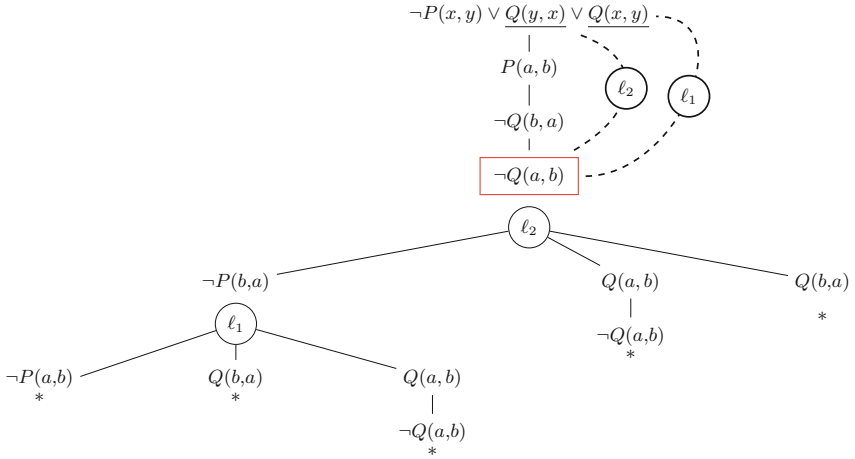 ¬P(x, y) ∨ Q(y, x) ∨ Q(x, y)
P(a, b)
ℓ2
ℓ1
¬Q(b, a)
¬Q(a, b)
ℓ2
¬P(b,a)
Q(a, b)
Q(b,a)
*
ℓ1
¬Q(a,b)
*
¬P(a,b)
Q(b,a)
Q(a, b)
*
*
¬Q(a,b)
*